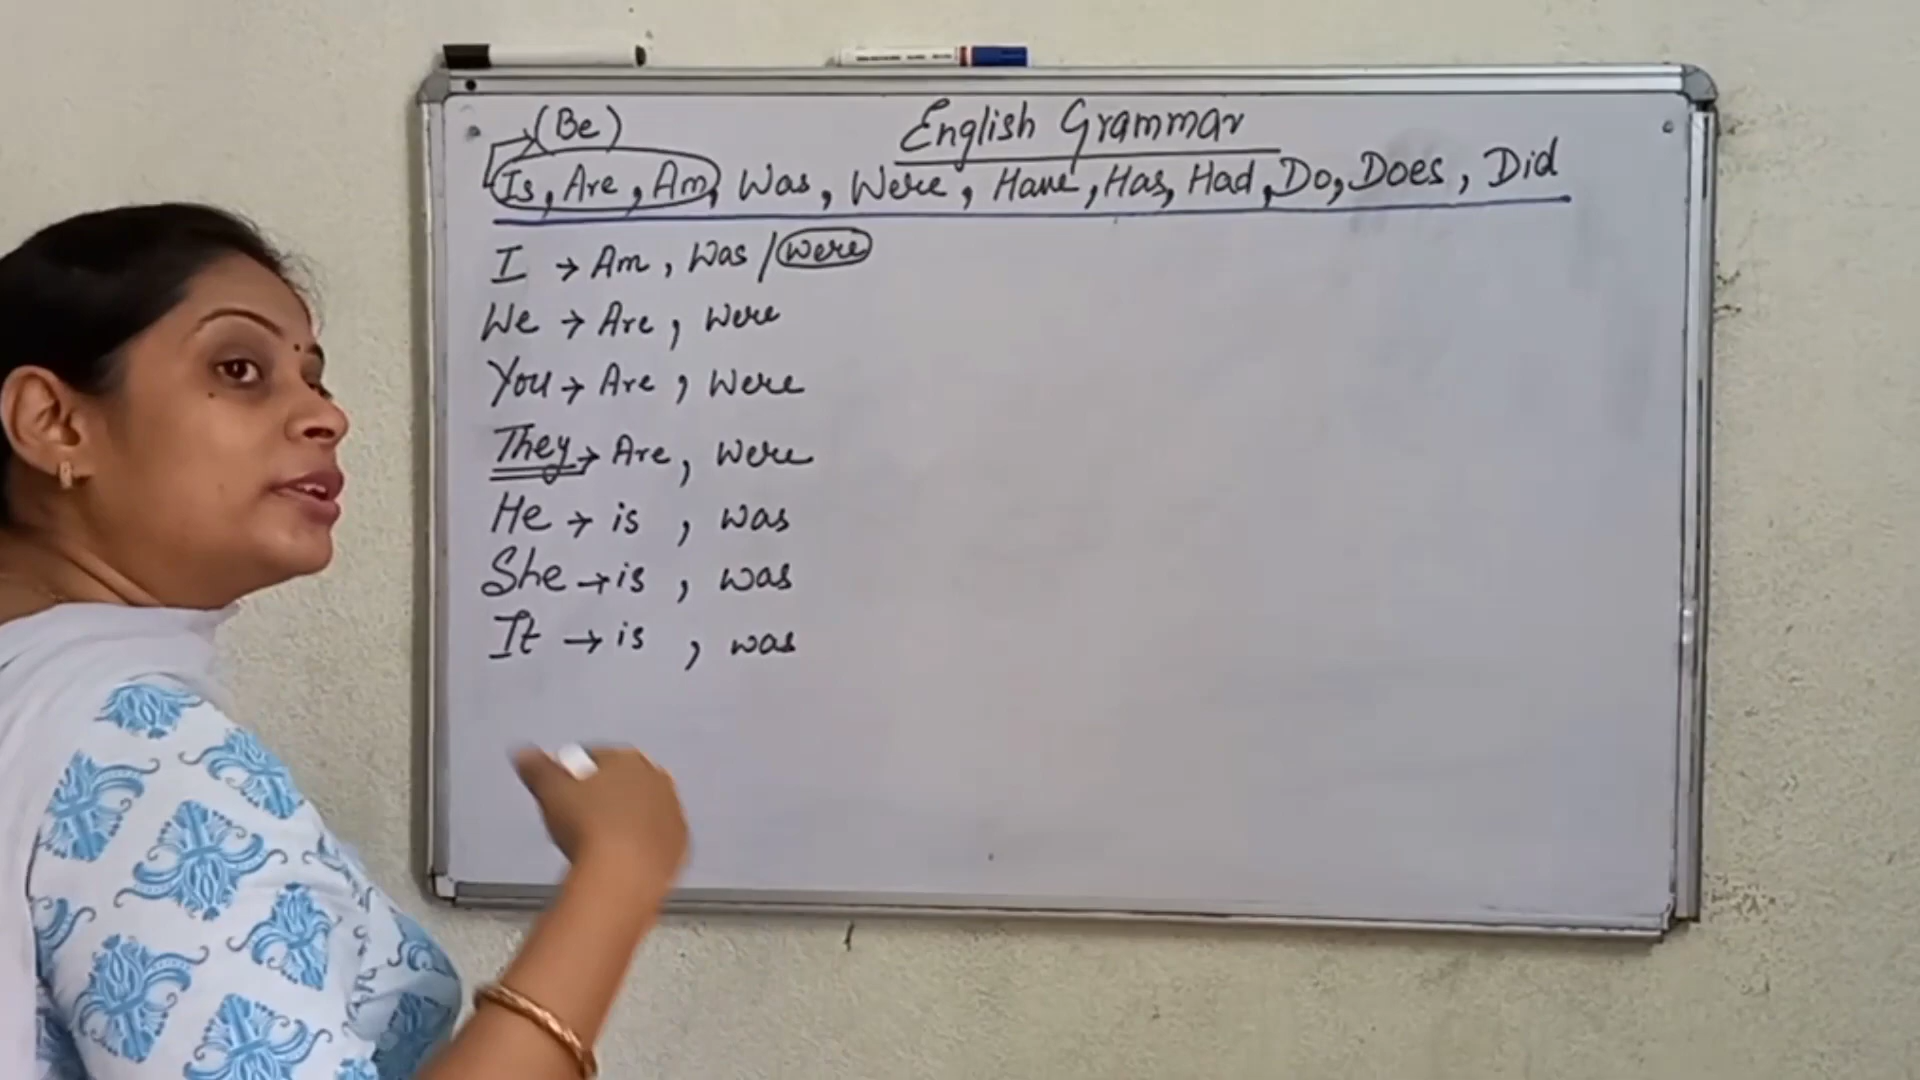 (Be) English Grammar
Is, Are, Am, Was, Were, Have, Has, Had, Do, Does, Did
I → Am, Was / were
We → Are, Were
You → Are, Were
They → Are, Were
He → is, was
She → is, was
It → is, was